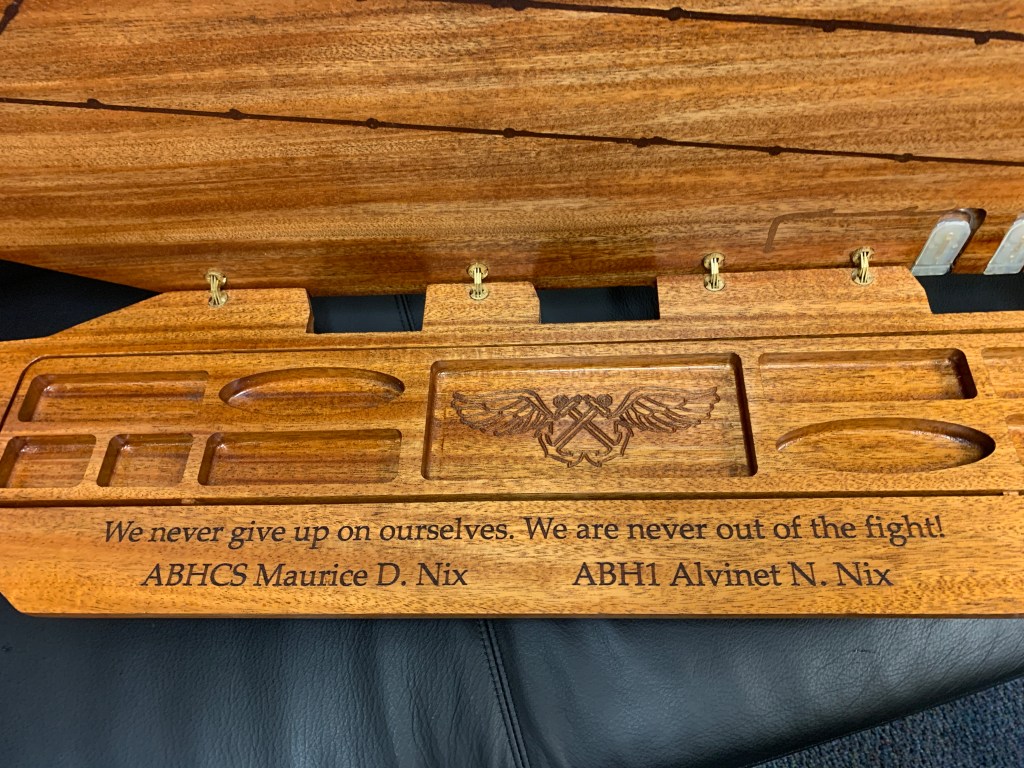 We never give up on ourselves. We are never out of the fight!
ABHCS Maurice D. Nix ABH1 Alvinet N. Nix